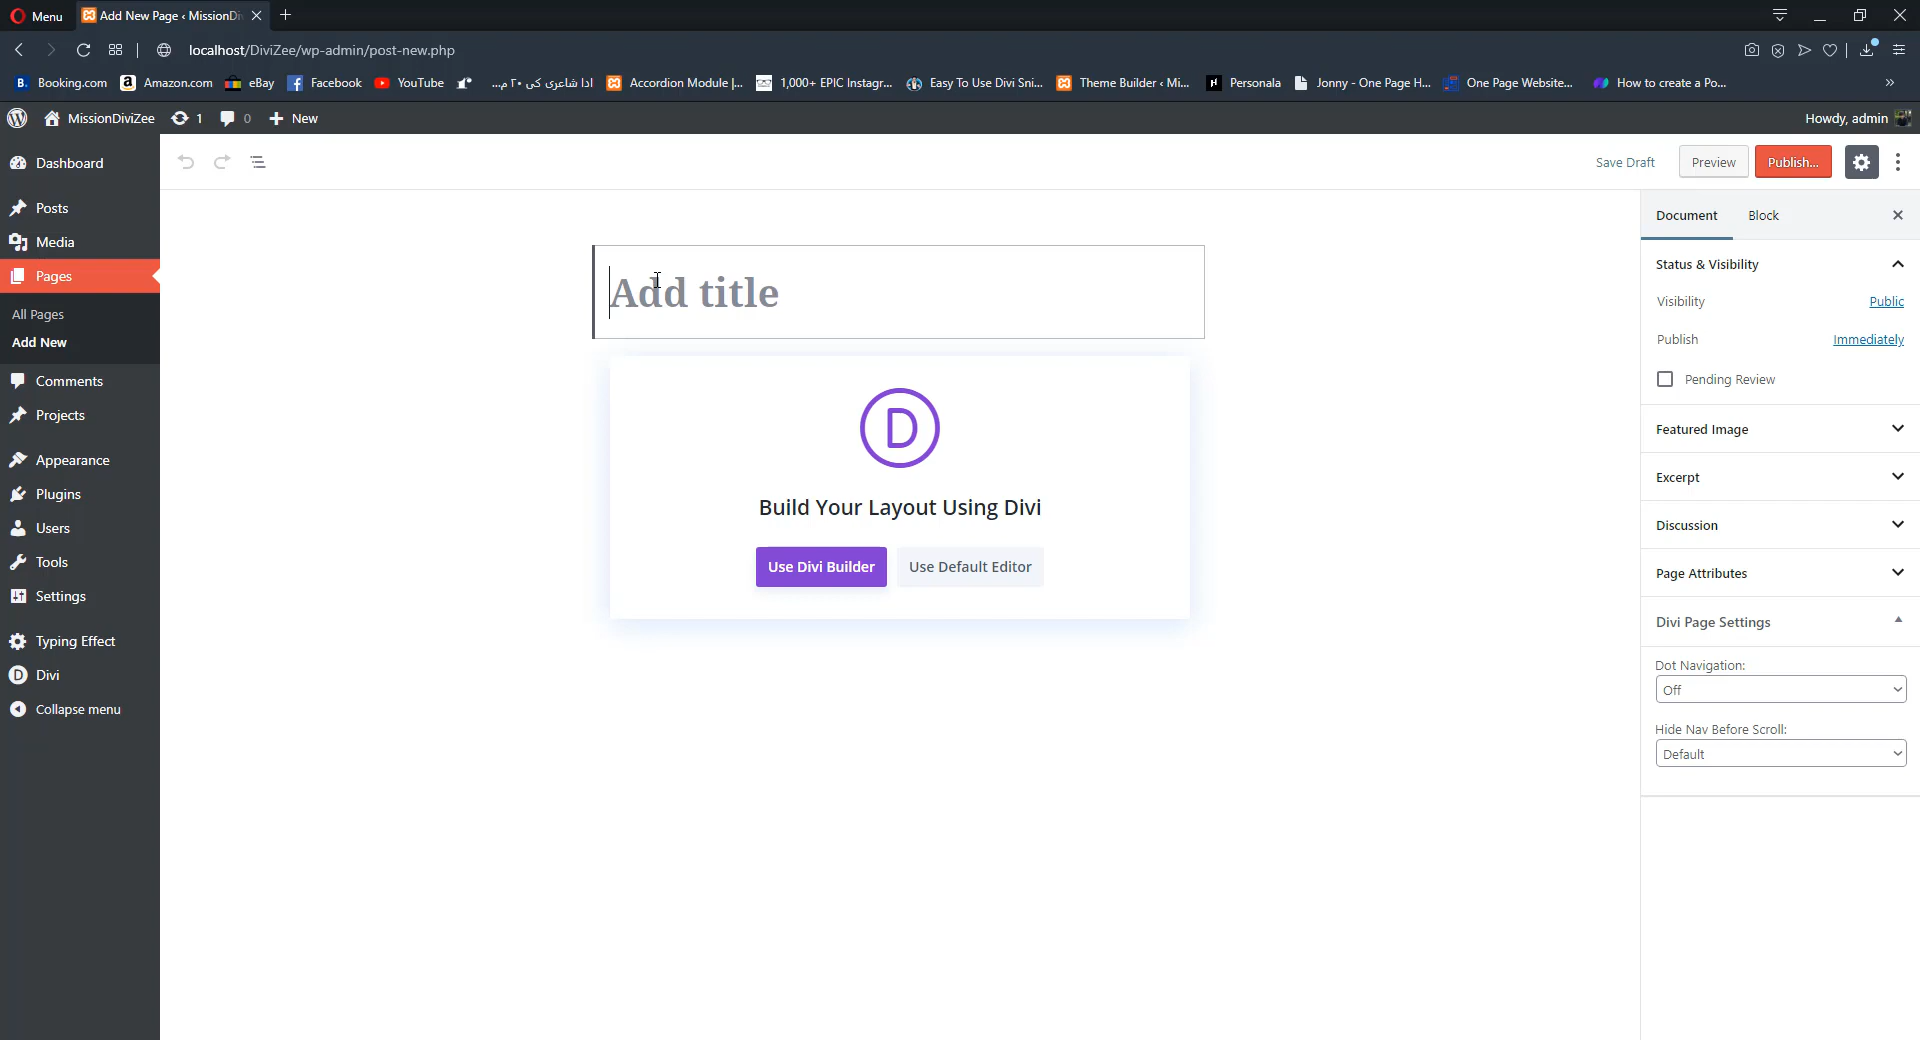 Menu
Add New Page ‹ MissionDi
localhost/DiviZee/wp-admin/post-new.php
B. Booking.com
a Amazon.com
eBay
Facebook
YouTube
ادا شاعری کی ۲۰ م...
Accordion Module |...
1,000+ EPIC Instagr...
Easy To Use Divi Sni...
Theme Builder ‹ Mi...
Personala
Jonny - One Page H...
One Page Website...
How to create a Po...
»
MissionDiviZee
1
0
New
Howdy, admin
Dashboard
Posts
Media
Pages
All Pages
Add New
Comments
Projects
Appearance
Plugins
Users
Tools
Settings
Typing Effect
D Divi
Collapse menu
Save Draft
Preview
Publish...
Add title
D
Build Your Layout Using Divi
Use Divi Builder
Use Default Editor
Document
Block
Status & Visibility
Visibility Public
Publish Immediately
Pending Review
Featured Image
Excerpt
Discussion
Page Attributes
Divi Page Settings
Dot Navigation:
Off
Hide Nav Before Scroll:
Default